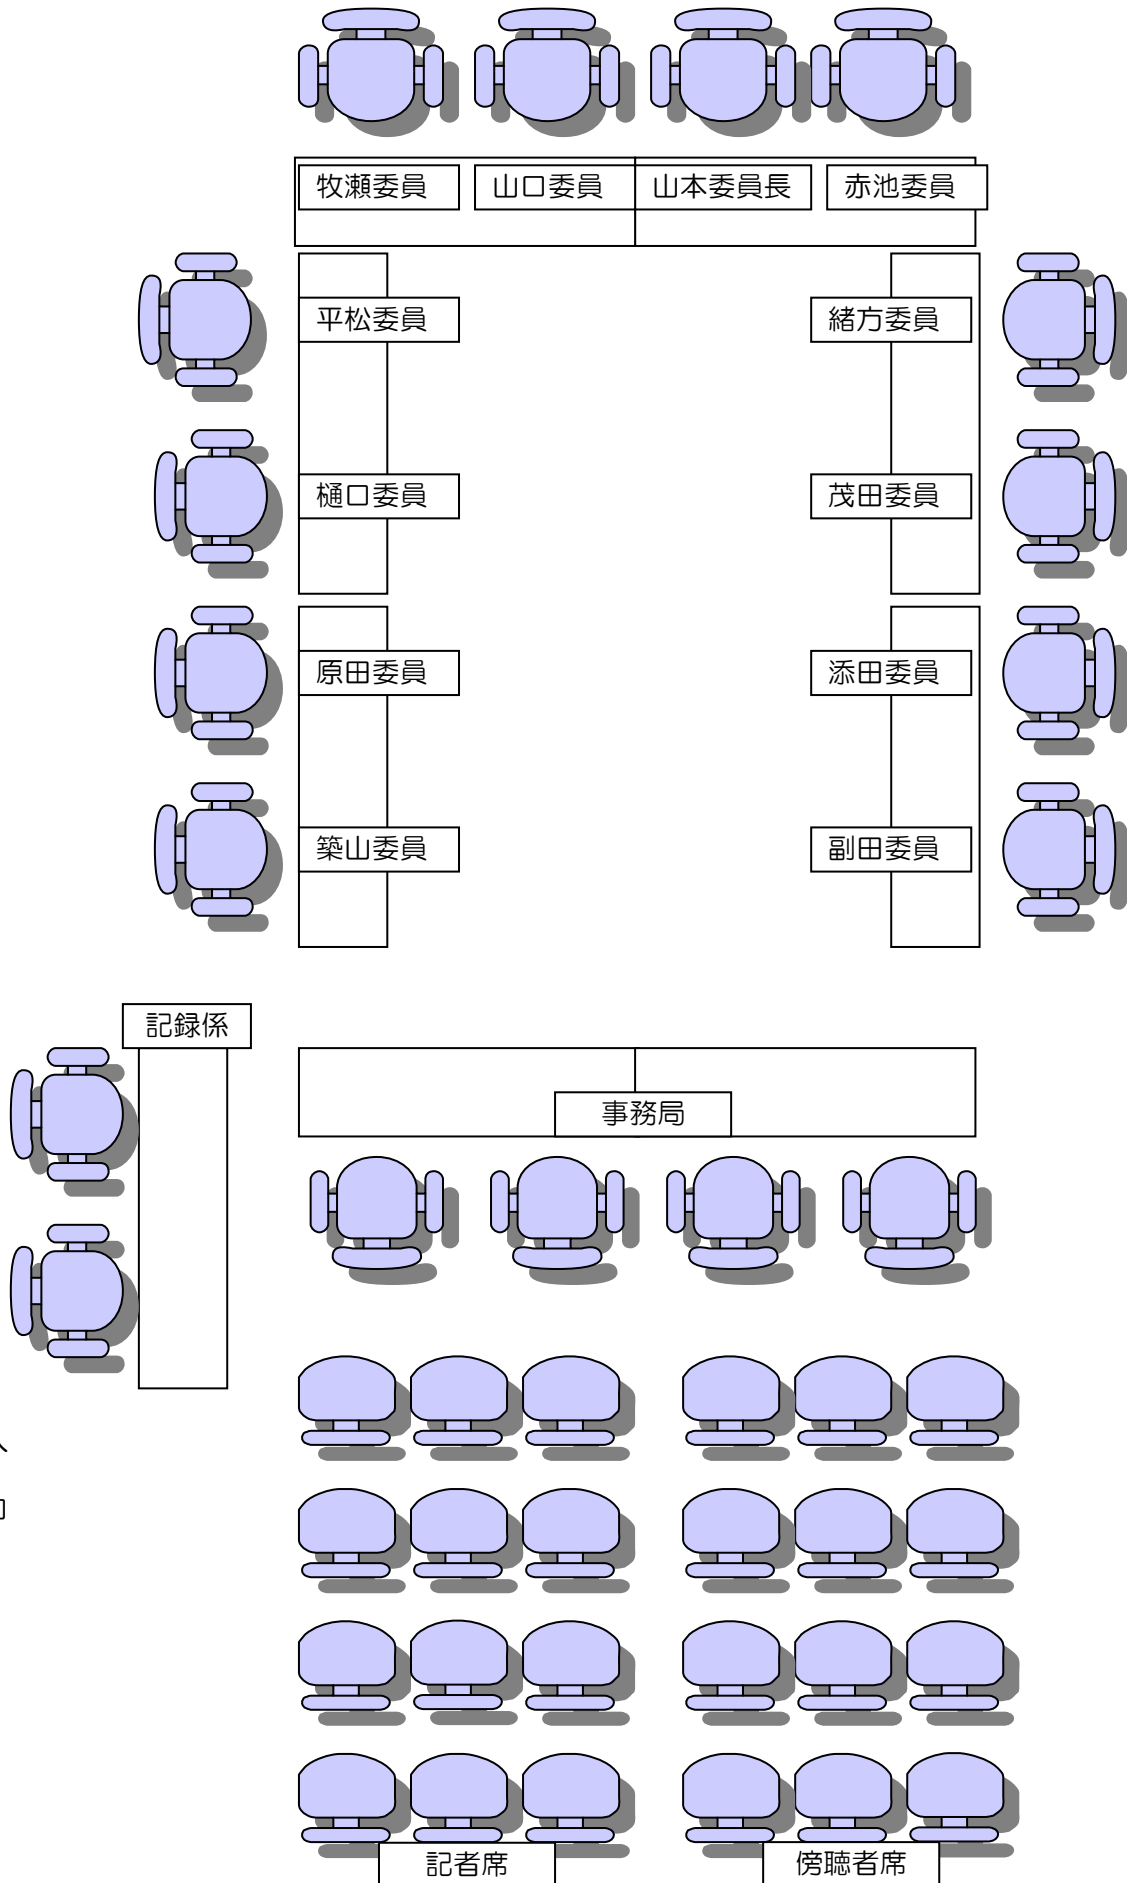 牧瀬委員 山口委員 山本委員長 赤池委員
平松委員 緒方委員
樋口委員 茂田委員
原田委員 添田委員
築山委員 副田委員
記録係
事務局
記者席 傍聴者席